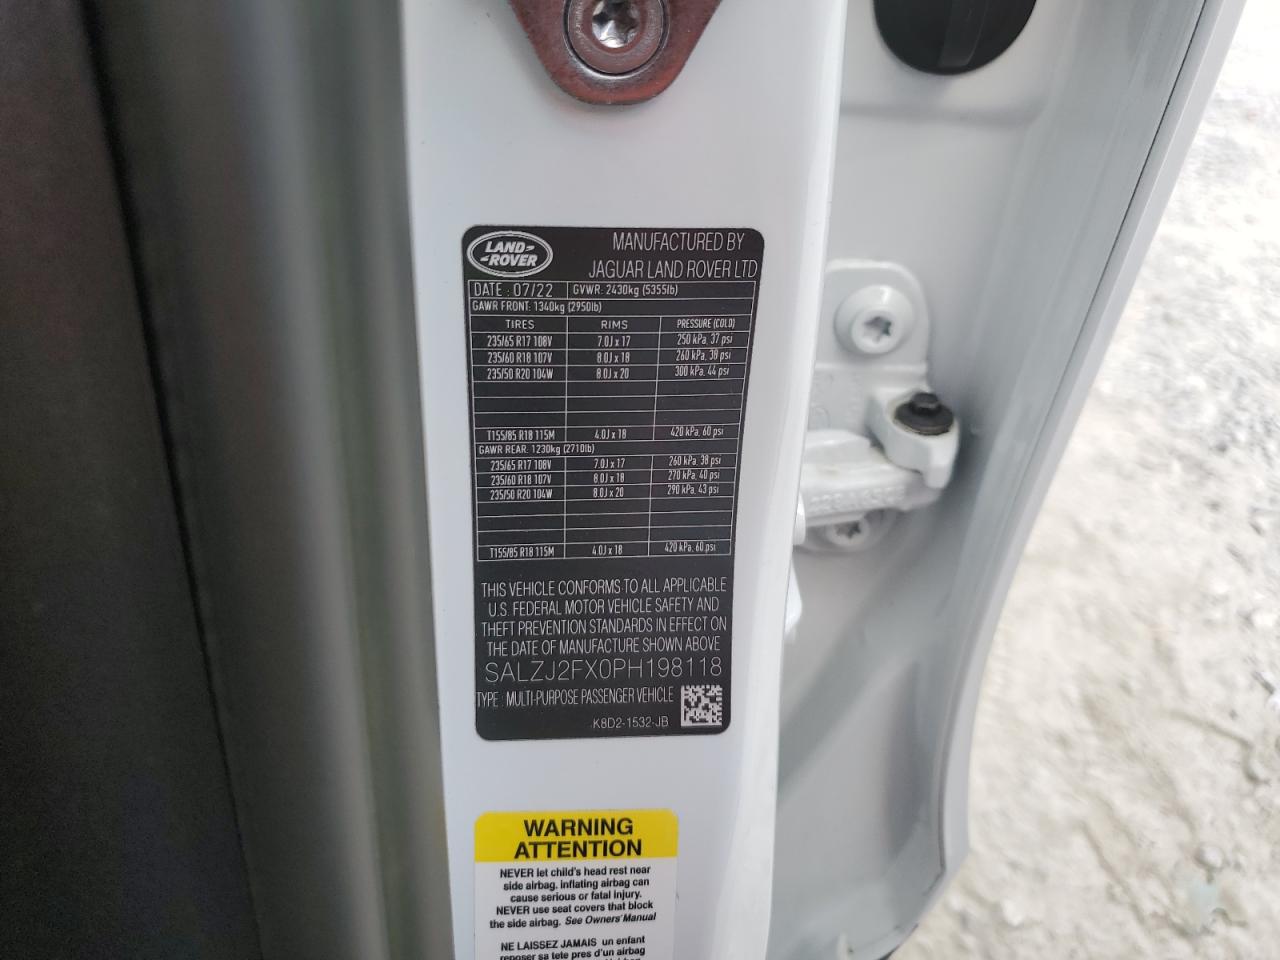 LAND-
-ROVER
MANUFACTURED BY
JAGUAR LAND ROVER LTD
DATE : 07/22 GVWR: 2430kg (5355lb)
GAWR FRONT: 1340kg (2950lb)
TIRES RIMS PRESSURE (COLD)
235/65 R17 108V 7.0J x 17 250 kPa, 37 psi
235/60 R18 107V 8.0J x 18 260 kPa, 38 psi
235/50 R20 104W 8.0J x 20 300 kPa, 44 psi
T155/85 R18 115M 4.0J x 18 420 kPa, 60 psi
GAWR REAR: 1230kg (2710lb)
235/65 R17 108V 7.0J x 17 260 kPa, 38 psi
235/60 R18 107V 8.0J x 18 270 kPa, 40 psi
235/50 R20 104W 8.0J x 20 290 kPa, 43 psi
T155/85 R18 115M 4.0J x 18 420 kPa, 60 psi
THIS VEHICLE CONFORMS TO ALL APPLICABLE
U.S. FEDERAL MOTOR VEHICLE SAFETY AND
THEFT PREVENTION STANDARDS IN EFFECT ON
THE DATE OF MANUFACTURE SHOWN ABOVE
SALZJ2FX0PH198118
TYPE : MULTI-PURPOSE PASSENGER VEHICLE
K8D2-1532-JB
WARNING
ATTENTION
NEVER let child's head rest near
side airbag, inflating airbag can
cause serious or fatal injury.
NEVER use seat covers that block
the side airbag. See Owners' Manual
NE LAISSEZ JAMAIS un enfant
reposer sa tete pres d'un airbag